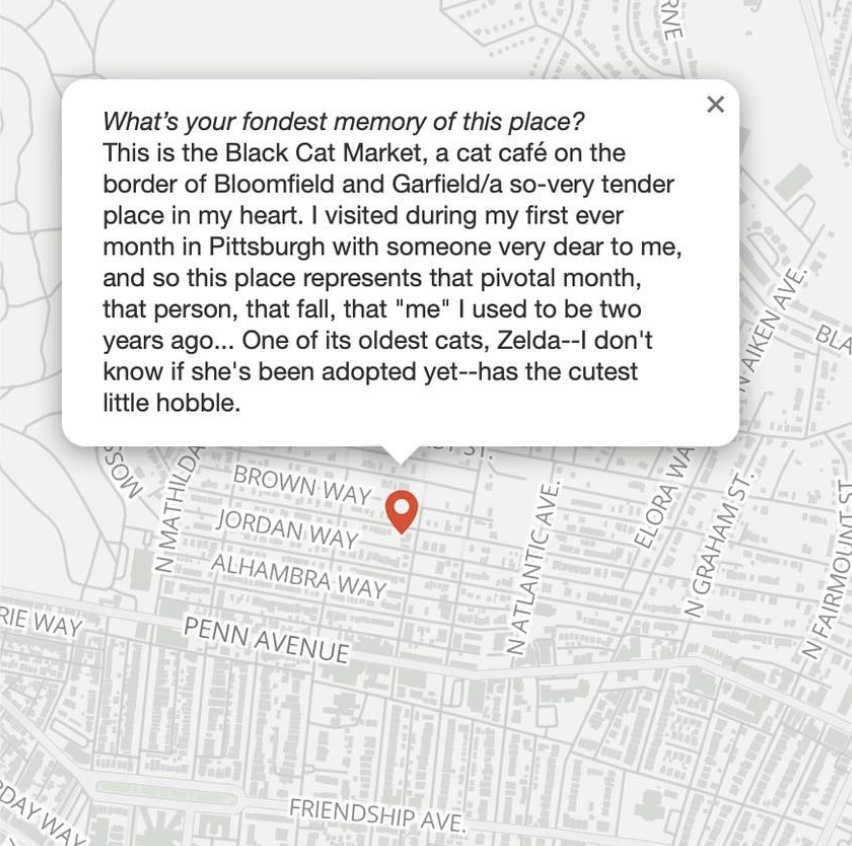 RNE
What's your fondest memory of this place?
This is the Black Cat Market, a cat café on the
border of Bloomfield and Garfield/a so-very tender
place in my heart. I visited during my first ever
month in Pittsburgh with someone very dear to me,
and so this place represents that pivotal month,
that person, that fall, that "me" I used to be two
years ago... One of its oldest cats, Zelda--I don't
know if she's been adopted yet--has the cutest
little hobble.
N AIKEN AVE.
BLA
ST.
MOSS
N MATHILDA
BROWN WAY
JORDAN WAY
ALHAMBRA WAY
N ATLANTIC AVE.
ELORA WA
N GRAHAM ST.
N FAIRMOUNT ST
RIE WAY
PENN AVENUE
RDAY WAY
FRIENDSHIP AVE.